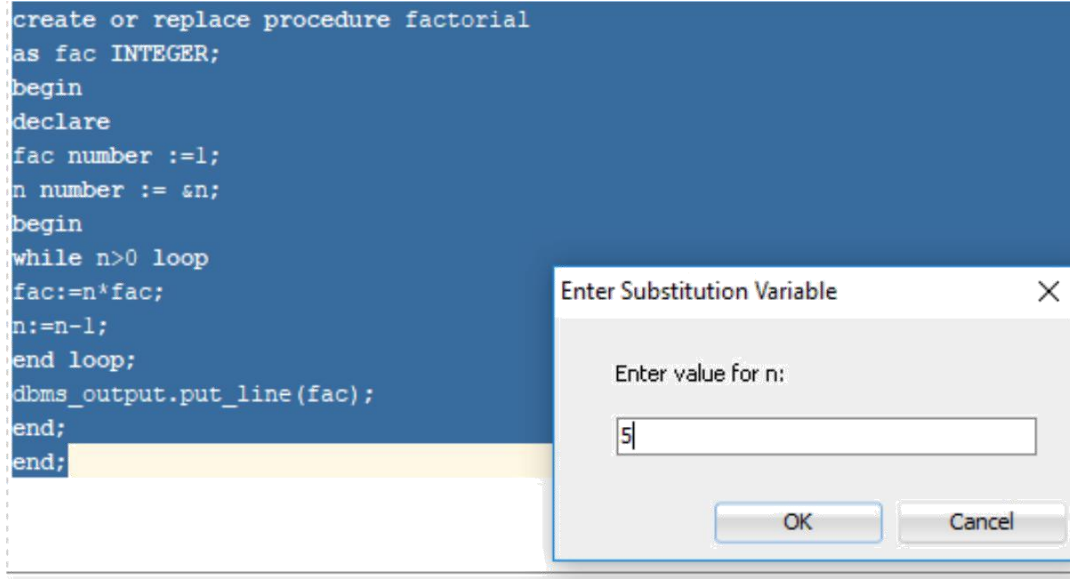 create or replace procedure factorial
as fac INTEGER;
begin
declare
fac number :=1;
n number := &n;
begin
while n>0 loop
fac:=n*fac;
n:=n-1;
end loop;
dbms_output.put_line(fac);
end;
end;
Enter Substitution Variable
Enter value for n:
5
OK
Cancel